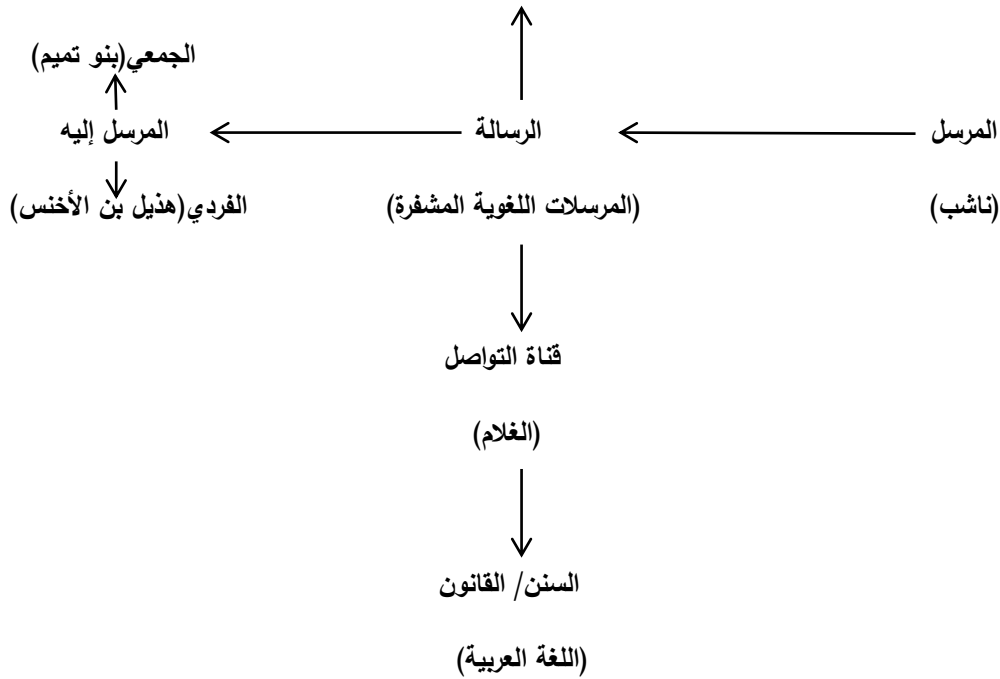 الجمعي(بنو تميم)
المرسل الرسالة المرسل إليه
(ناشب) (المرسلات اللغوية المشفرة) الفردي(هذيل بن الأخنس)
قناة التواصل
(الغلام)
السنن/ القانون
(اللغة العربية)